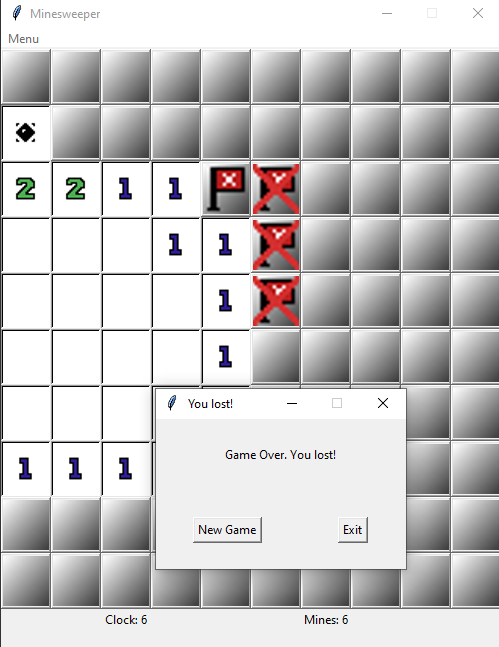 Minesweeper
Menu
2 2 1 1
1 1
1
1
You lost!
Game Over. You lost!
1 1 1
New Game Exit
Clock: 6 Mines: 6